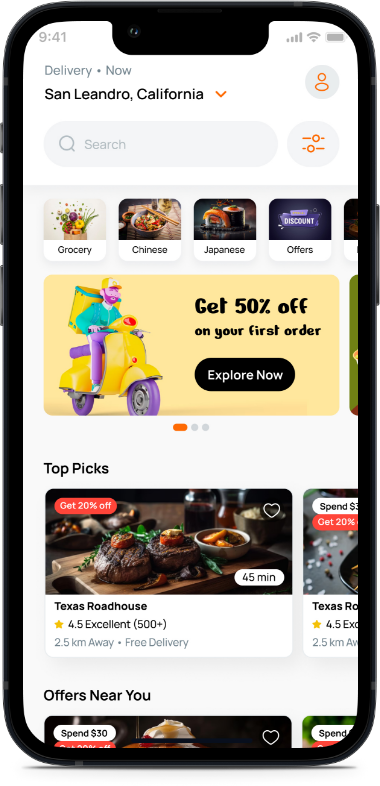 9:41
Delivery • Now
San Leandro, California
Search
Grocery
Chinese
Japanese
Offers
DISCOUNT
Get 50% off
on your first order
Explore Now
Top Picks
Get 20% off
45 min
Texas Roadhouse
4.5 Excellent (500+)
2.5 km Away • Free Delivery
Spend $3
Get 20%
Texas Ro
4.5 Exc
2.5 km Aw
Offers Near You
Spend $30
Get 20% off
Spend